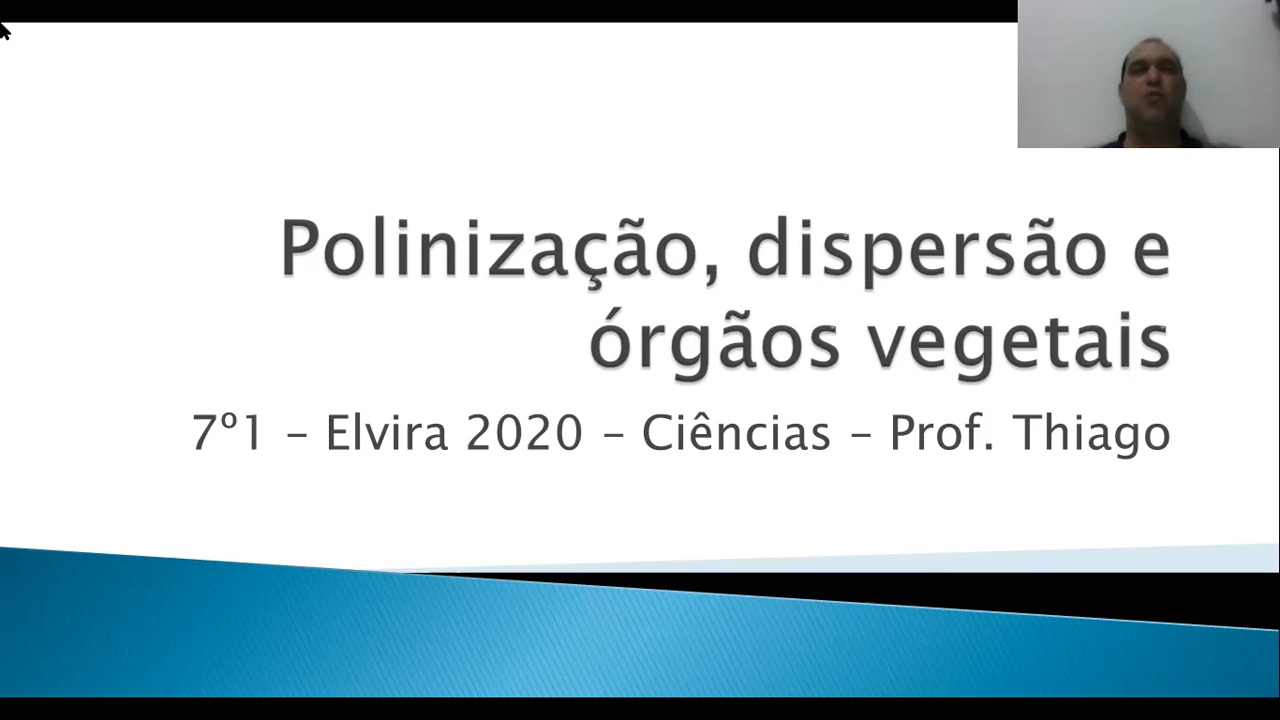 Polinização, dispersão e
órgãos vegetais
7º1 – Elvira 2020 – Ciências – Prof. Thiago